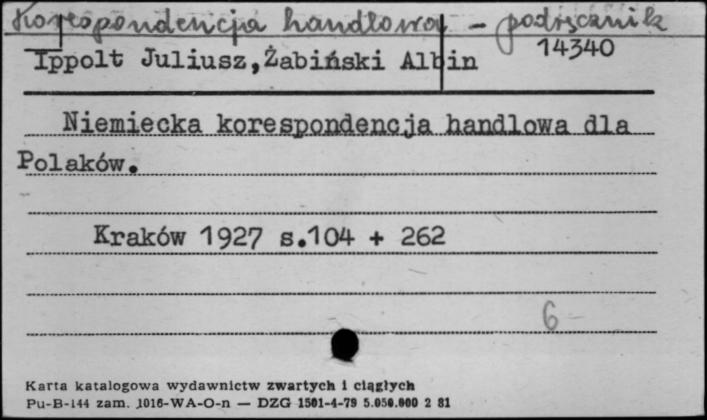 Korespondencja handlowa - podręcznik
14340
Ippolt Juliusz,Żabiński Albin
Niemiecka korespondencja handlowa dla
Polaków.
Kraków 1927 s.104 + 262
6
Karta katalogowa wydawnictw zwartych i ciągłych
Pu-B-144 zam. 1016-WA-O-n — DZG 1501-4-79 5.050.000 2 81